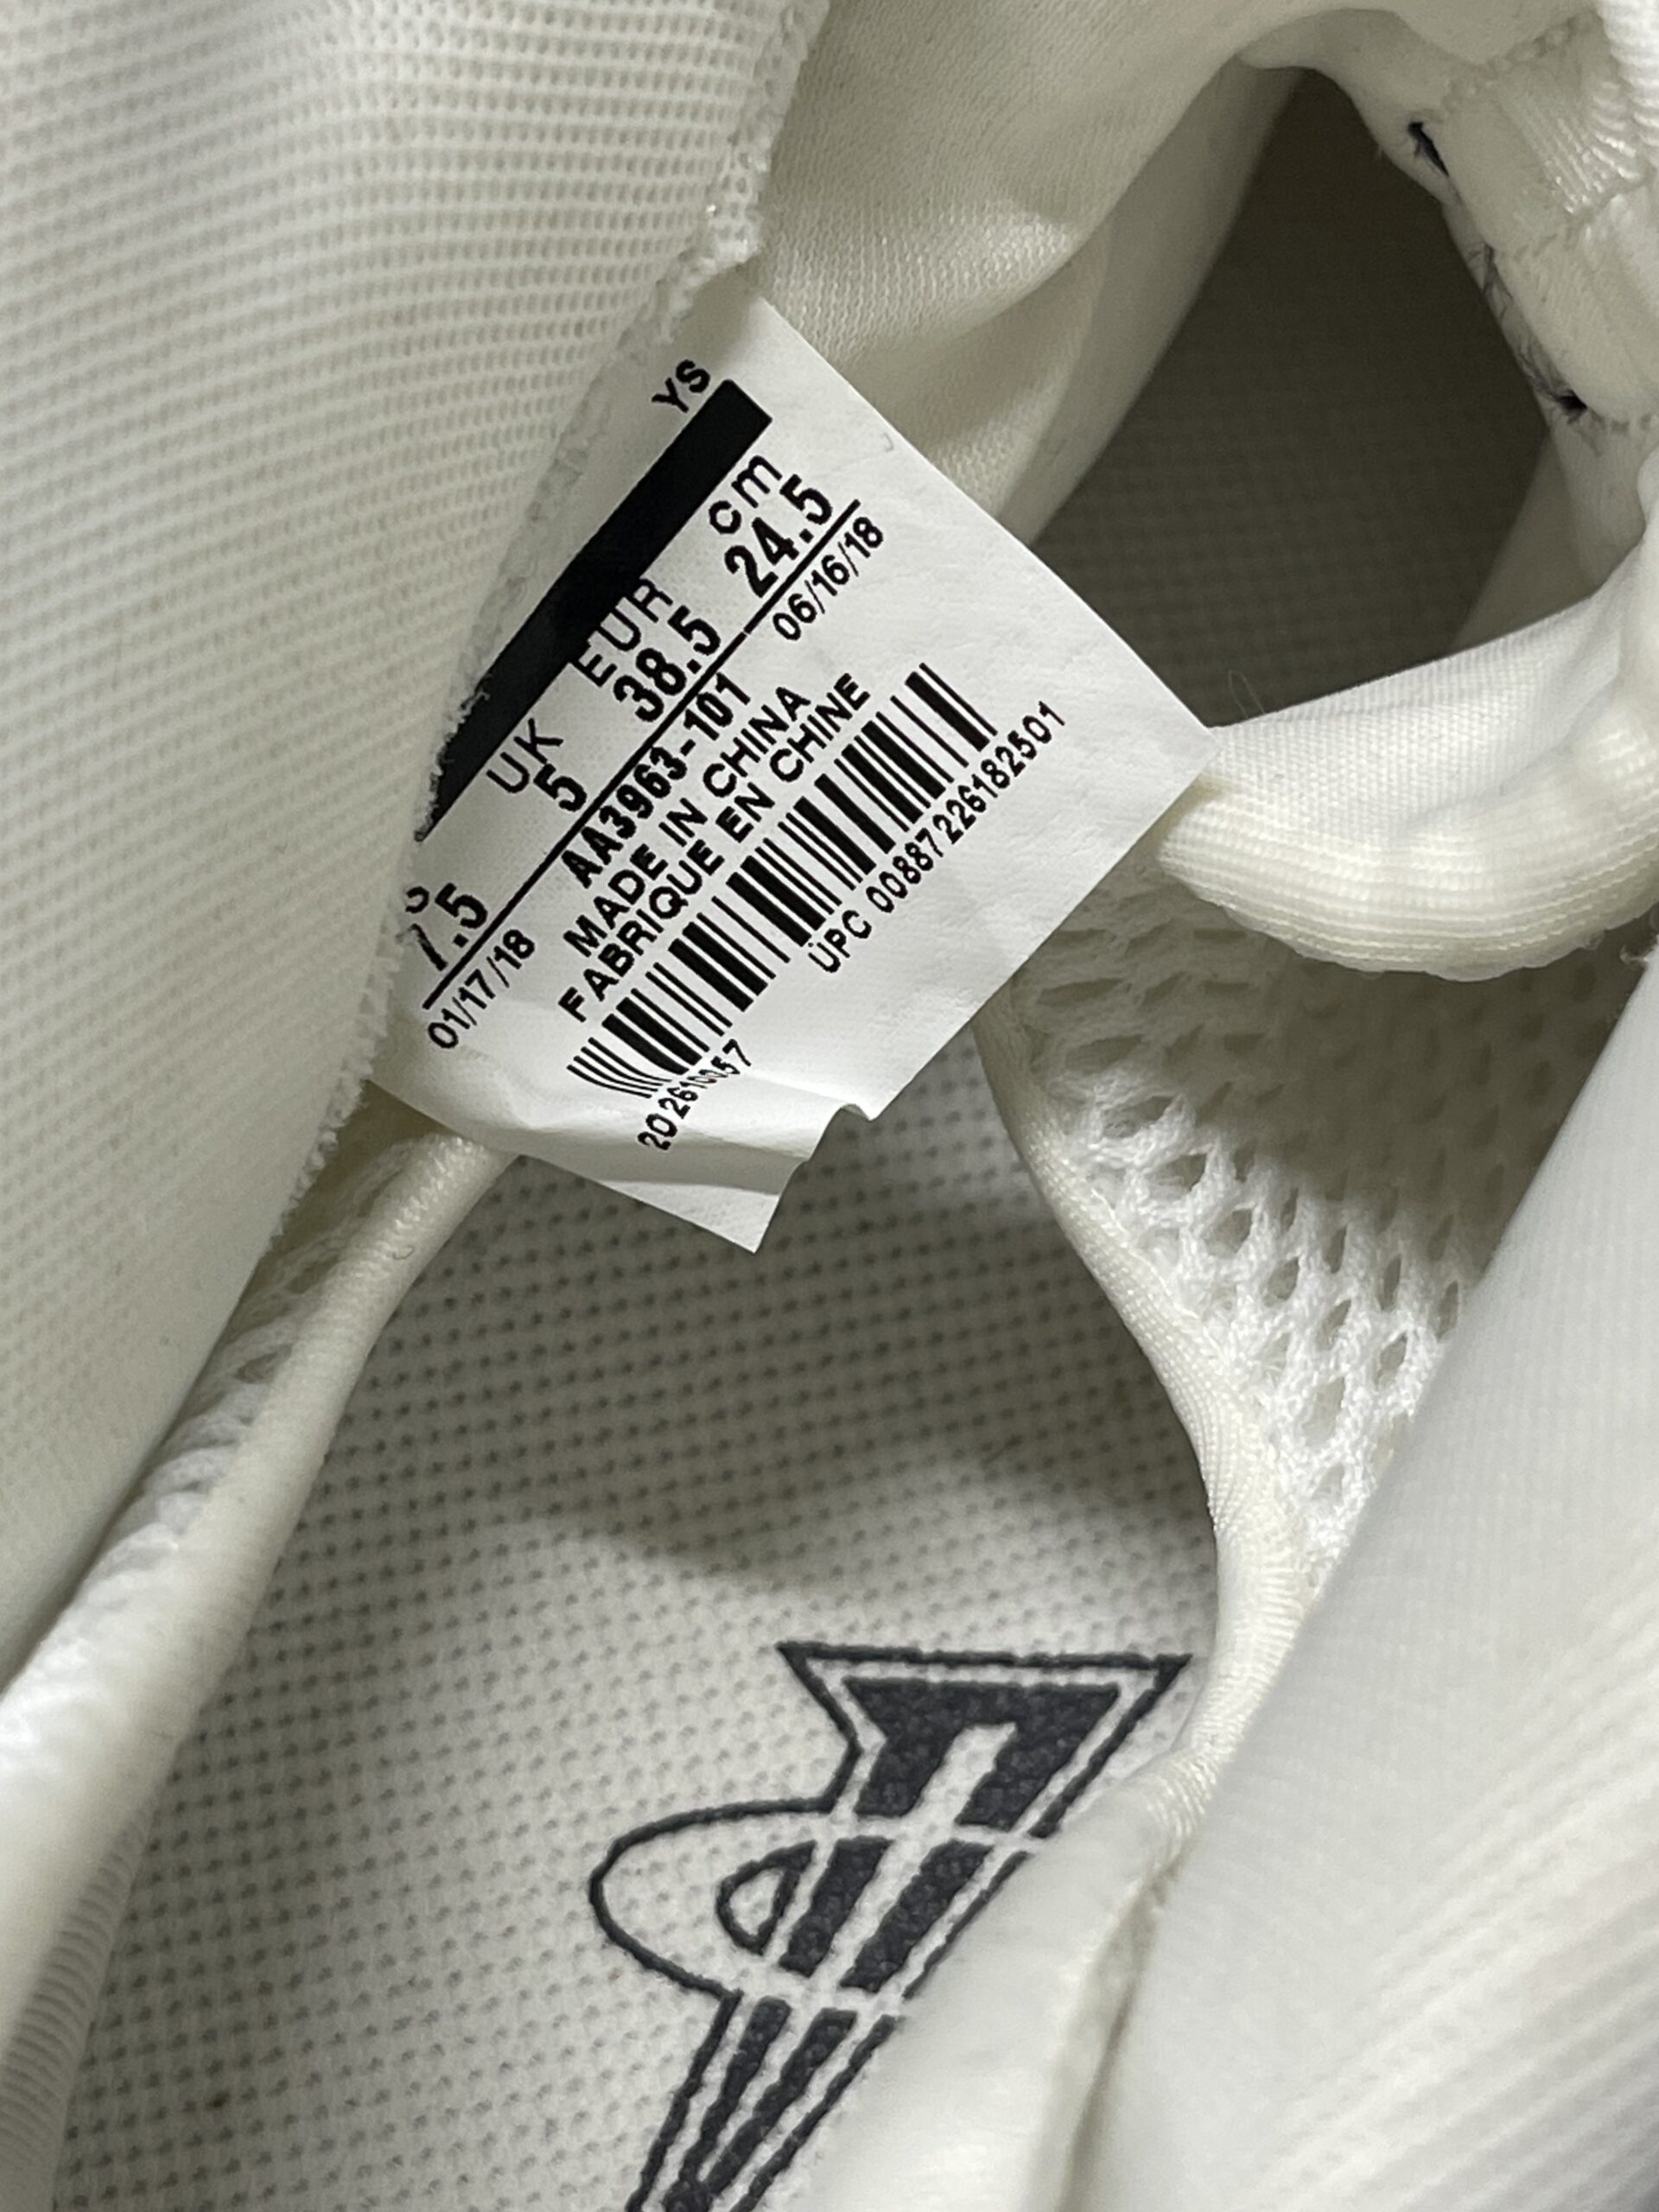 YS
UK EUR cm
7.5 5 38.5 24.5
01/17/18 AA3963-101 06/16/18
MADE IN CHINA
FABRIQUE EN CHINE
UPC 00887226182501